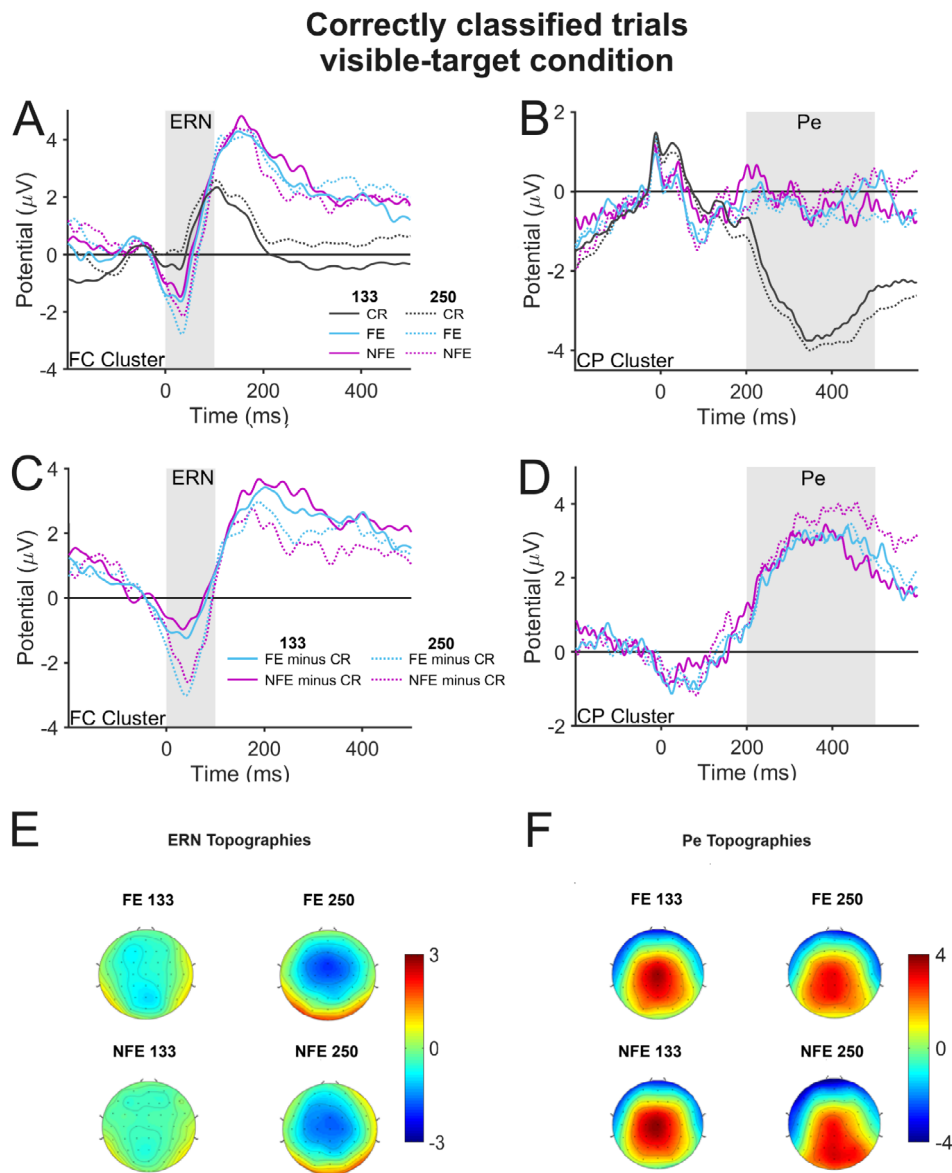 Correctly classified trials
visible-target condition
A
ERN
4
2
0
-2
-4
Potential (µV)
133 250
CR CR
FE FE
NFE NFE
FC Cluster
0 200 400
Time (ms)
B
Pe
2
0
-2
-4
Potential (µV)
CP Cluster
0 200 400
Time (ms)
C
ERN
4
2
0
-2
-4
Potential (µV)
133 250
FE minus CR FE minus CR
NFE minus CR NFE minus CR
FC Cluster
0 200 400
Time (ms)
D
Pe
4
2
0
-2
Potential (µV)
CP Cluster
0 200 400
Time (ms)
E
ERN Topographies
FE 133 FE 250
NFE 133 NFE 250
3
0
-3
F
Pe Topographies
FE 133 FE 250
NFE 133 NFE 250
4
0
-4